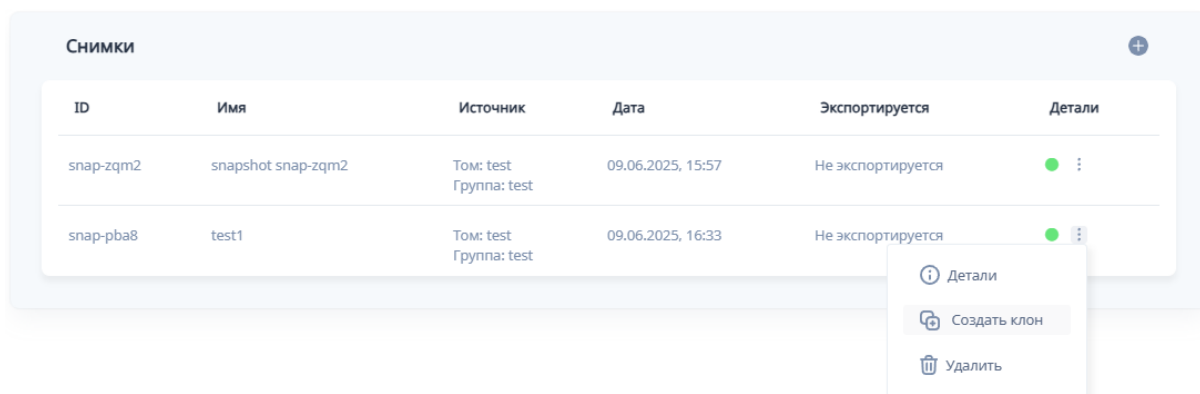 Снимки
ID Имя Источник Дата Экспортируется Детали
snap-zqm2 snapshot snap-zqm2 Том: test 09.06.2025, 15:57 Не экспортируется
Группа: test
snap-pba8 test1 Том: test 09.06.2025, 16:33 Не экспортируется
Группа: test
Детали
Создать клон
Удалить